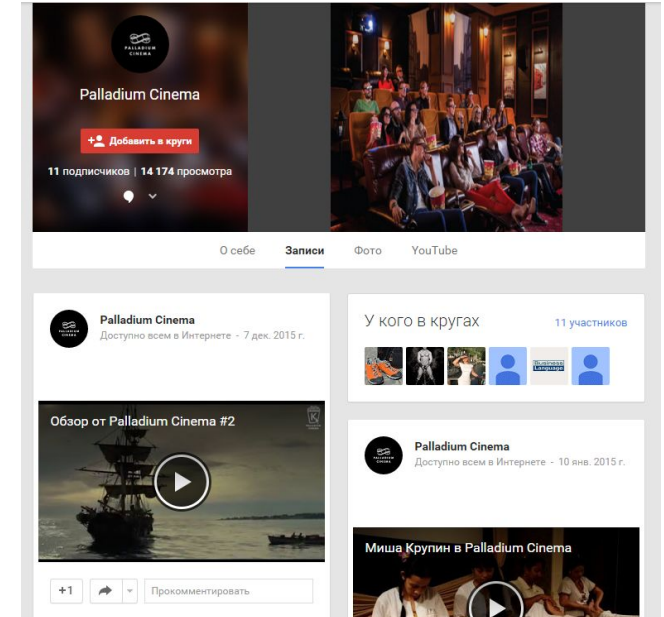 PALLADIUM
CINEMA
Palladium Cinema
Добавить в круги
11 подписчиков | 14 174 просмотра
О себе Записи Фото YouTube
Palladium Cinema
Доступно всем в Интернете - 7 дек. 2015 г.
Обзор от Palladium Cinema #2
+1
Прокомментировать
У кого в кругах 11 участников
Business
Language
Palladium Cinema
Доступно всем в Интернете - 10 янв. 2015 г.
Миша Крупин в Palladium Cinema